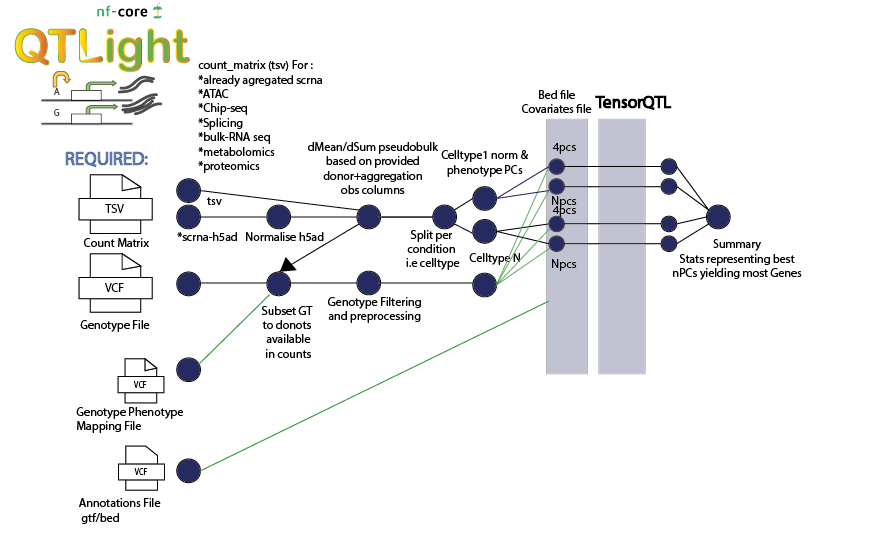 nf-core
QTLight
A
G
count_matrix (tsv) For :
*already agregated scrna
*ATAC
*Chip-seq
*Splicing
*bulk-RNA seq
*metabolomics
*proteomics
REQUIRED:
TSV
Count Matrix
tsv
*scrna-h5ad
Normalise h5ad
dMean/dSum pseudobulk
based on provided
donor+aggregation
obs columns
Split per
condition
i.e celltype
Celltype1 norm &
phenotype PCs
Celltype N
Bed file
Covariates file
TensorQTL
4pcs
Npcs
4pcs
Npcs
Summary
Stats representing best
nPCs yielding most Genes
VCF
Genotype File
Subset GT
to donots
available
in counts
Genotype Filtering
and preprocessing
VCF
Genotype Phenotype
Mapping File
VCF
Annotations File
gtf/bed